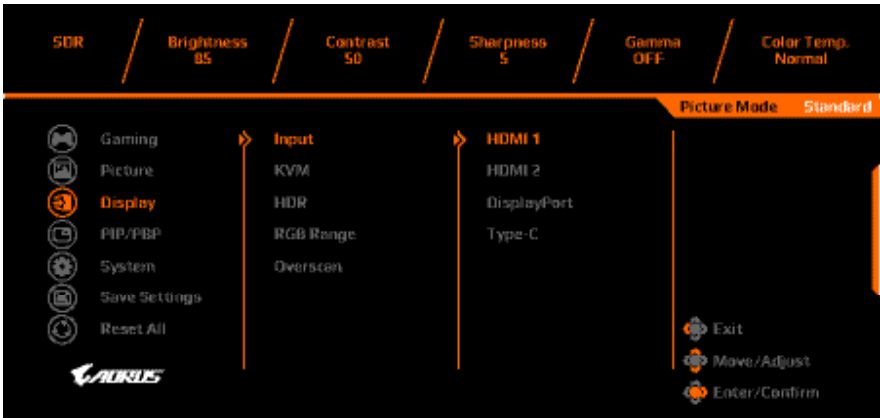 SDR
Brightness
85
Contrast
50
Sharpness
5
Gamma
OFF
Color Temp.
Normal
Picture Mode Standard
Gaming
Picture
Display
PIP/PBP
System
Save Settings
Reset All
Input
KVM
HDR
RGB Range
Overscan
HDMI 1
HDMI 2
DisplayPort
Type-C
Exit
Move/Adjust
Enter/Confirm
AORUS